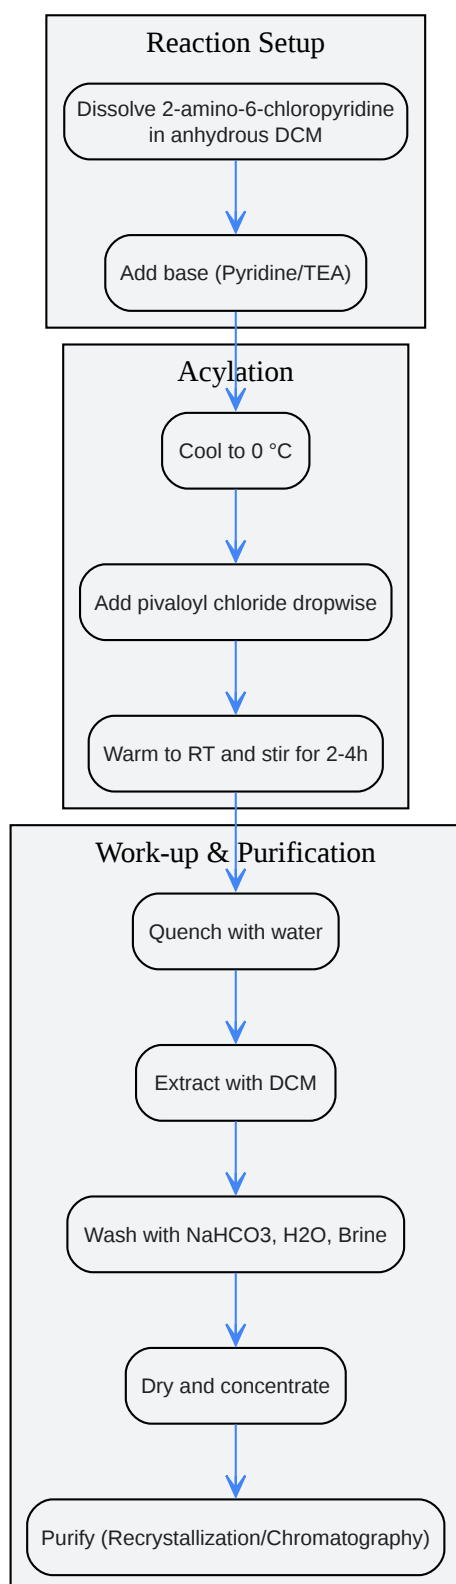 Reaction Setup
Dissolve 2-amino-6-chloropyridine
in anhydrous DCM
Add base (Pyridine/TEA)
Acylation
Cool to 0 °C
Add pivaloyl chloride dropwise
Warm to RT and stir for 2-4h
Work-up & Purification
Quench with water
Extract with DCM
Wash with NaHCO3, H2O, Brine
Dry and concentrate
Purify (Recrystallization/Chromatography)